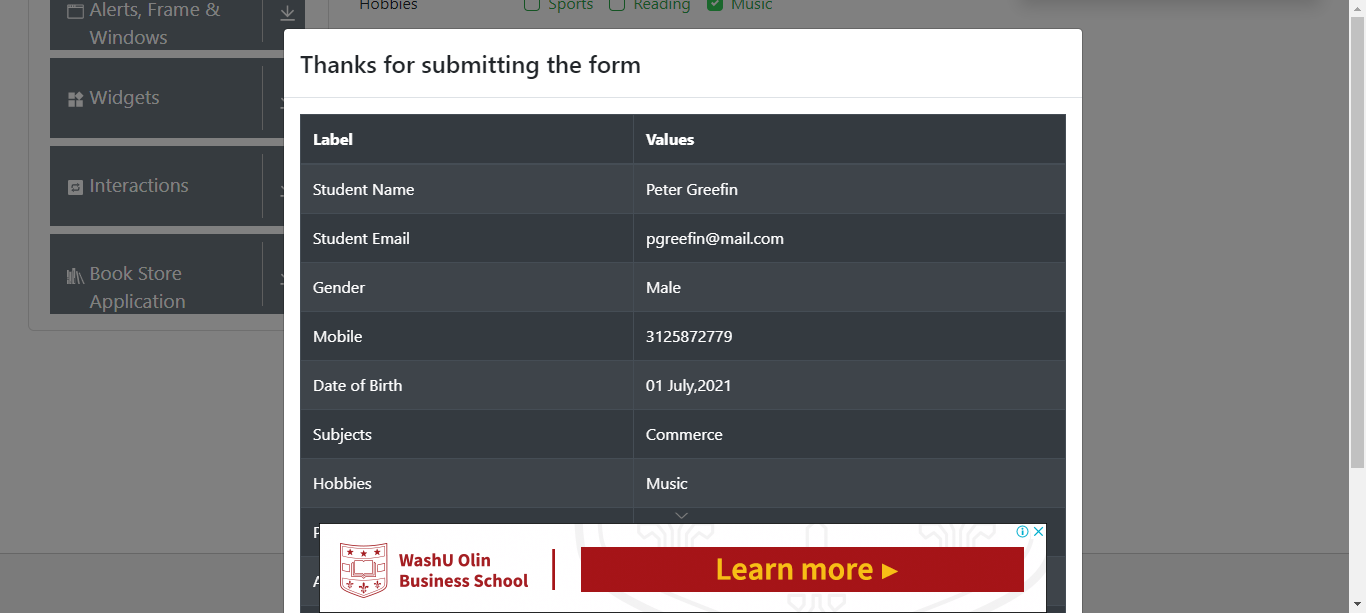 Alerts, Frame &
Windows
Widgets
Interactions
Book Store
Application
Hobbies Sports Reading Music
Thanks for submitting the form
Label Values
Student Name Peter Greefin
Student Email pgreefin@mail.com
Gender Male
Mobile 3125872779
Date of Birth 01 July,2021
Subjects Commerce
Hobbies Music
WashU Olin
Business School
Learn more ►